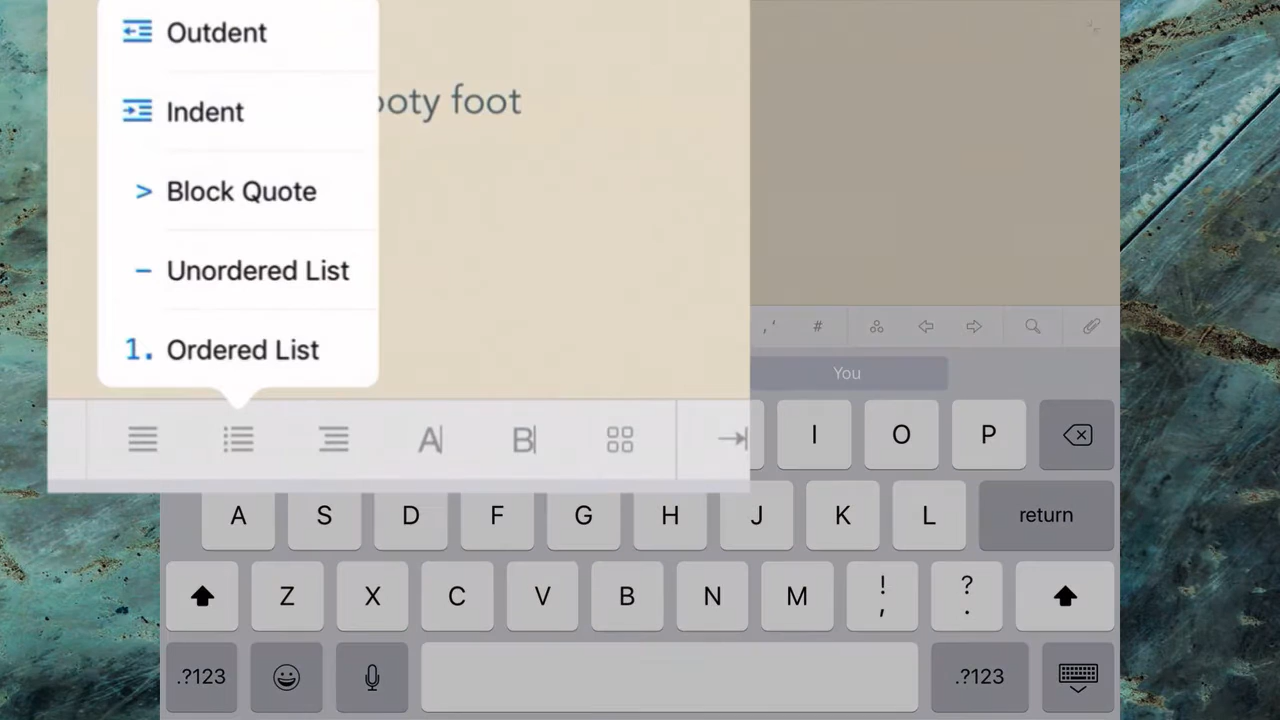 Outdent
Indent
ooty foot
> Block Quote
– Unordered List
1. Ordered List
A B
, ‘ #
You
I O P
A S D F G H J K L return
Z X C V B N M ! , ? .
.?123 .?123